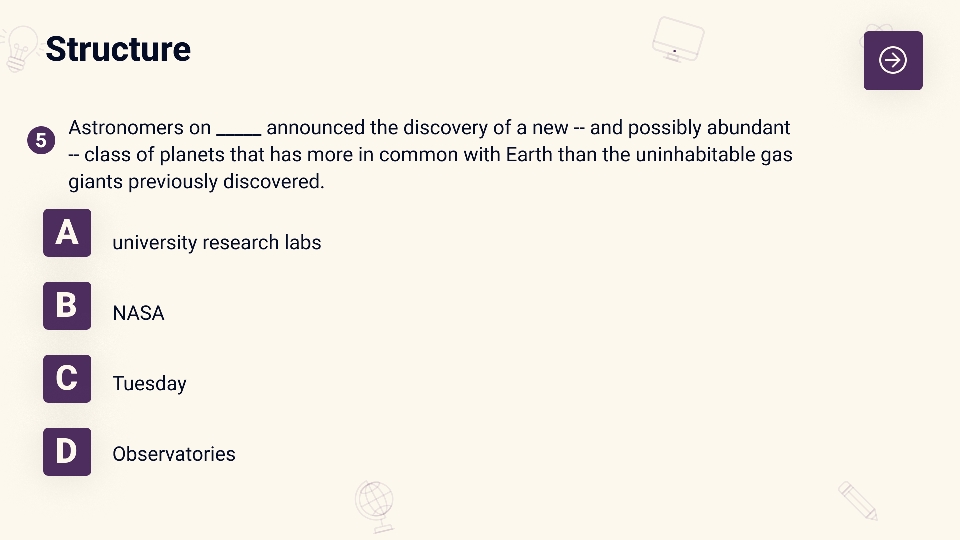 Structure
5
Astronomers on _____ announced the discovery of a new -- and possibly abundant
-- class of planets that has more in common with Earth than the uninhabitable gas
giants previously discovered.
A
university research labs
B
NASA
C
Tuesday
D
Observatories